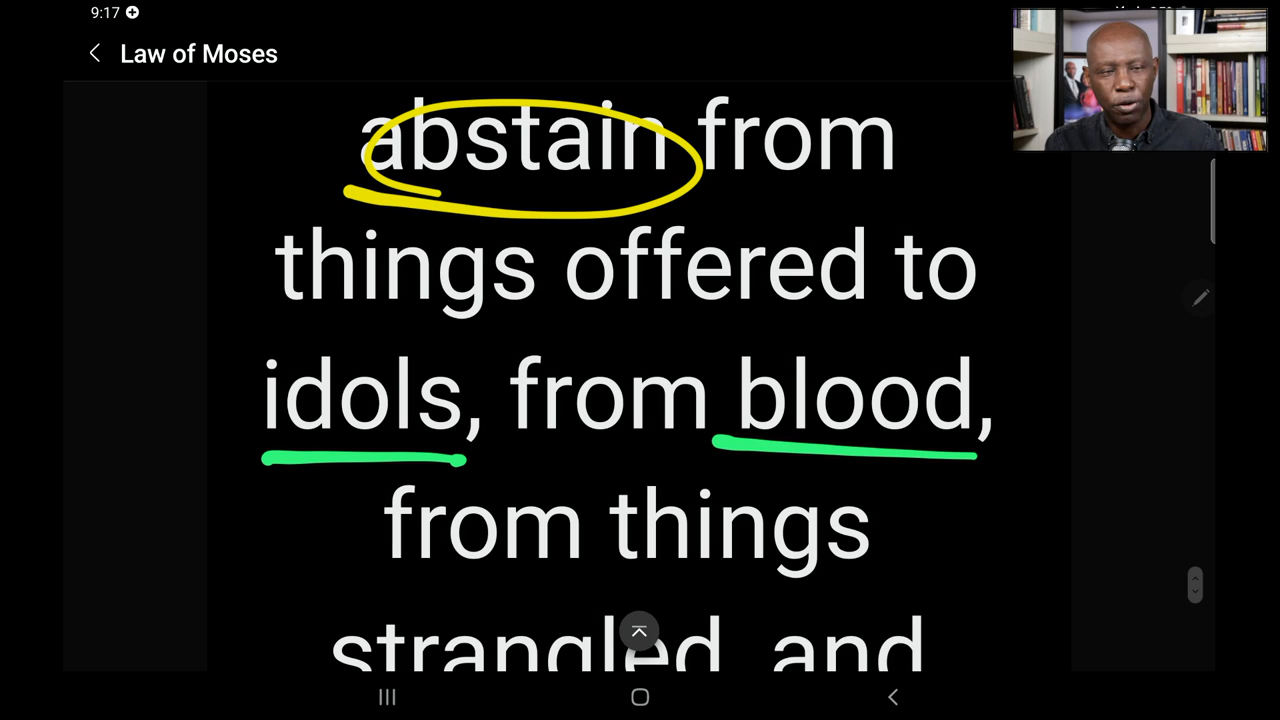 9:17
Law of Moses
abstain from
things offered to
idols, from blood,
from things
strangled, and